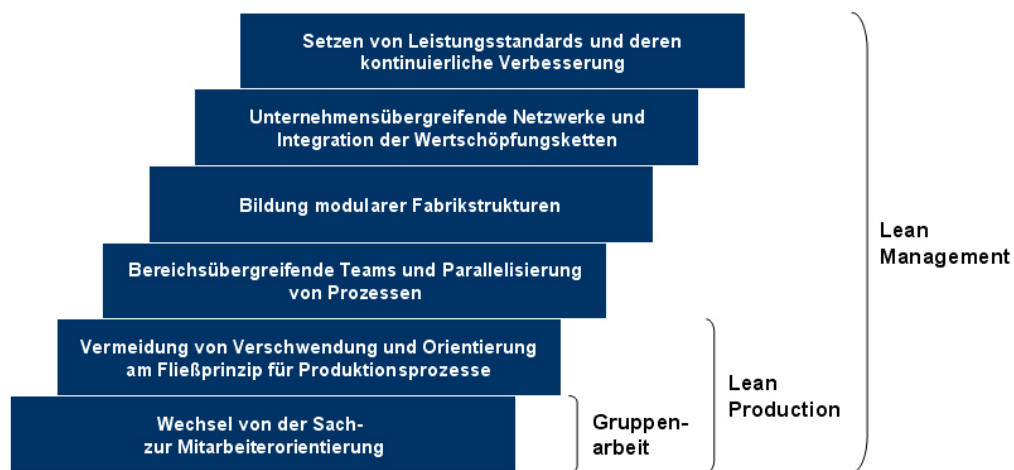 Setzen von Leistungsstandards und deren
kontinuierliche Verbesserung
Unternehmensübergreifende Netzwerke und
Integration der Wertschöpfungsketten
Bildung modularer Fabrikstrukturen
Bereichsübergreifende Teams und Parallelisierung
von Prozessen
Vermeidung von Verschwendung und Orientierung
am Fließprinzip für Produktionsprozesse
Wechsel von der Sach-
zur Mitarbeiterorientierung
Gruppen-
arbeit
Lean
Production
Lean
Management